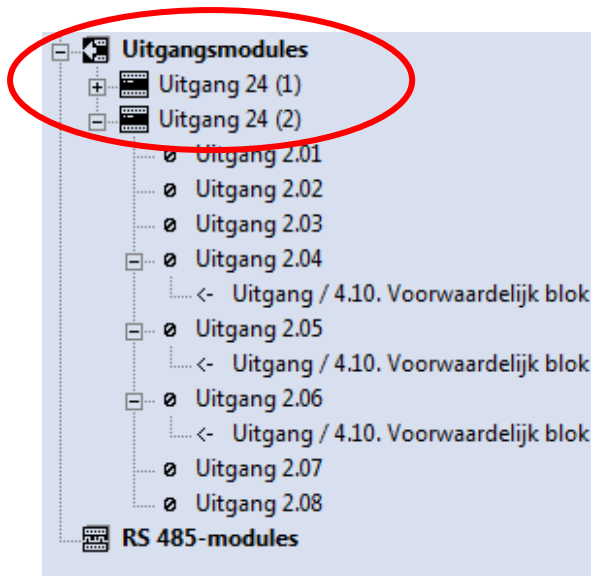 Uitgangsmodules
Uitgang 24 (1)
Uitgang 24 (2)
Uitgang 2.01
Uitgang 2.02
Uitgang 2.03
Uitgang 2.04
<- Uitgang / 4.10. Voorwaardelijk blok
Uitgang 2.05
<- Uitgang / 4.10. Voorwaardelijk blok
Uitgang 2.06
<- Uitgang / 4.10. Voorwaardelijk blok
Uitgang 2.07
Uitgang 2.08
RS 485-modules